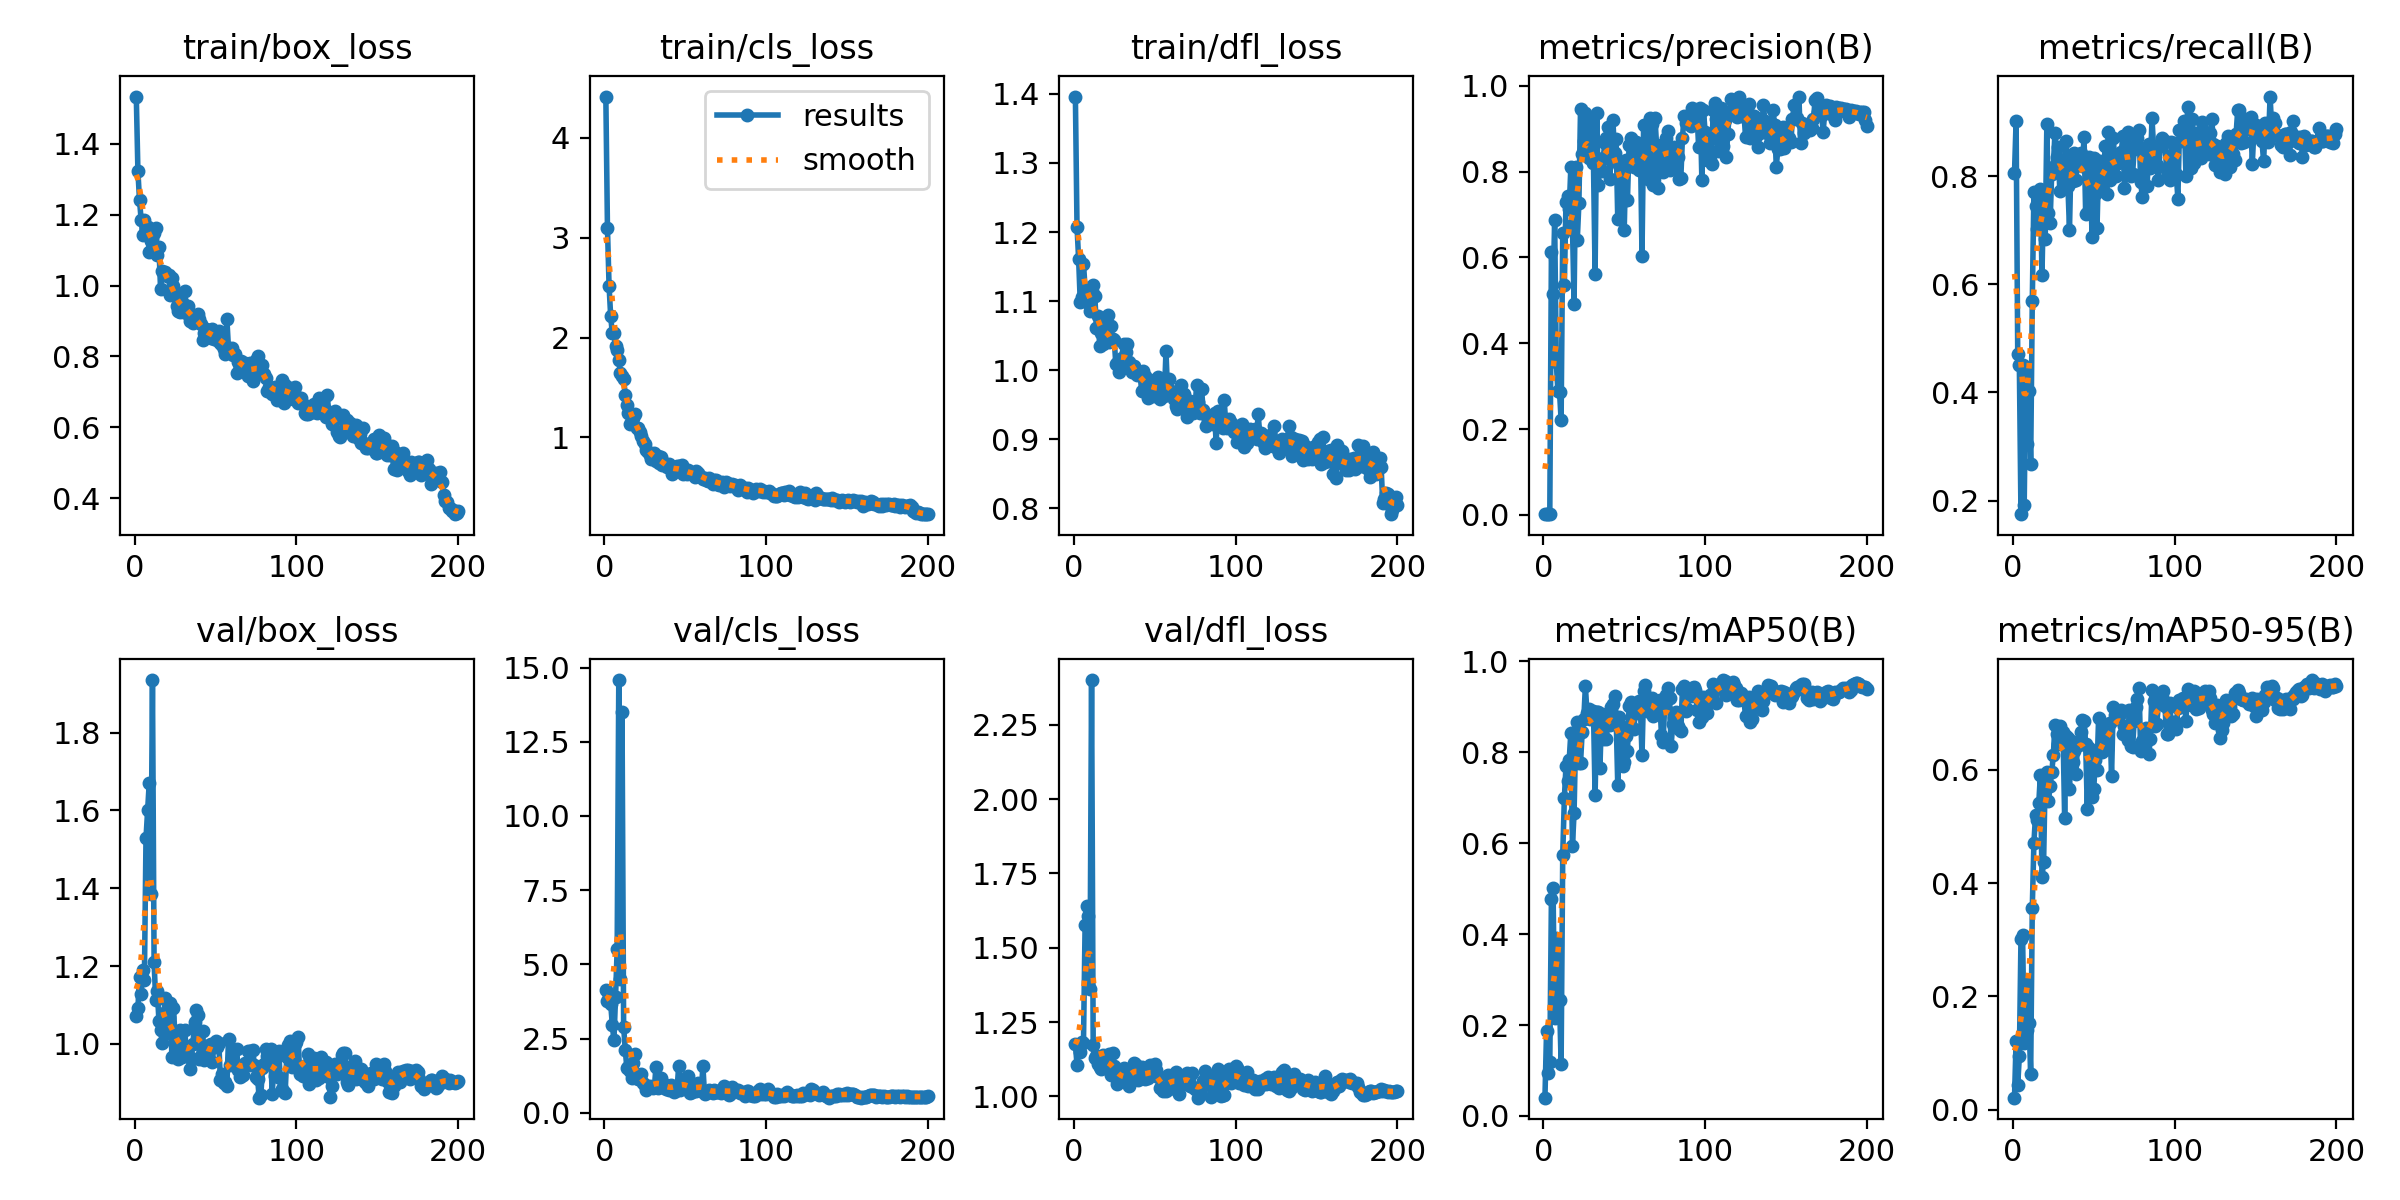 train/box_loss
1.4
1.2
1.0
0.8
0.6
0.4
0 100 200
train/cls_loss
results
smooth
4
3
2
1
0 100 200
train/dfl_loss
1.4
1.3
1.2
1.1
1.0
0.9
0.8
0 100 200
metrics/precision(B)
1.0
0.8
0.6
0.4
0.2
0.0
0 100 200
metrics/recall(B)
0.8
0.6
0.4
0.2
0 100 200
val/box_loss
1.8
1.6
1.4
1.2
1.0
0 100 200
val/cls_loss
15.0
12.5
10.0
7.5
5.0
2.5
0.0
0 100 200
val/dfl_loss
2.25
2.00
1.75
1.50
1.25
1.00
0 100 200
metrics/mAP50(B)
1.0
0.8
0.6
0.4
0.2
0.0
0 100 200
metrics/mAP50-95(B)
0.6
0.4
0.2
0.0
0 100 200